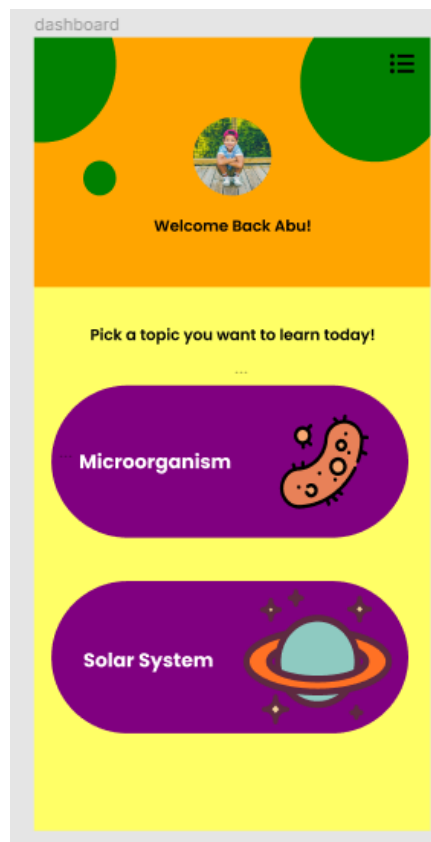 dashboard
Welcome Back Abu!
Pick a topic you want to learn today!
...
Microorganism
Solar System